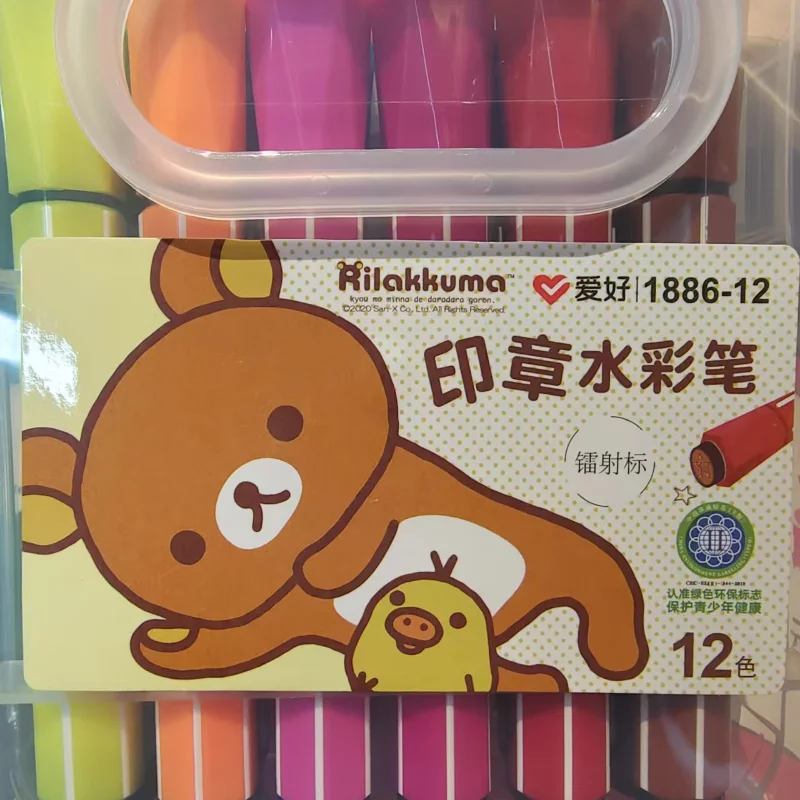 Rilakkuma™
kyou mo minna de darodara goron.
©2020 San-X Co., Ltd. All Rights Reserved.
爱好|1886-12
印章水彩笔
镭射标
认准绿色环保标志
保护青少年健康
12色